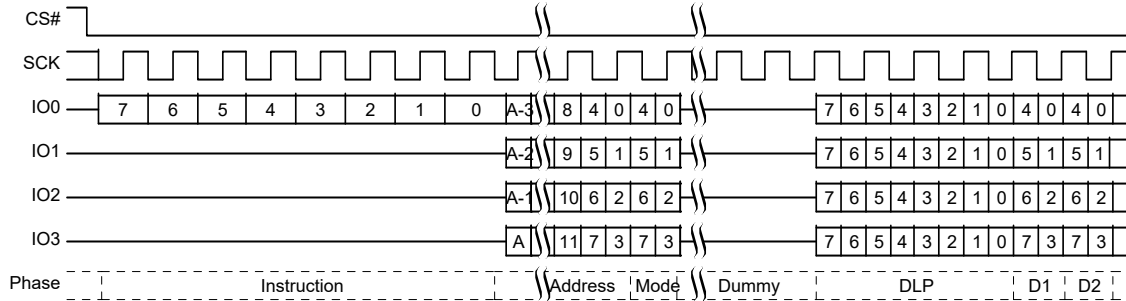 CS#
SCK
IO0 7 6 5 4 3 2 1 0 A-3 8 4 0 4 0 7 6 5 4 3 2 1 0 4 0 4 0
IO1 A-2 9 5 1 5 1 7 6 5 4 3 2 1 0 5 1 5 1
IO2 A-1 10 6 2 6 2 7 6 5 4 3 2 1 0 6 2 6 2
IO3 A 11 7 3 7 3 7 6 5 4 3 2 1 0 7 3 7 3
Phase Instruction Address Mode Dummy DLP D1 D2